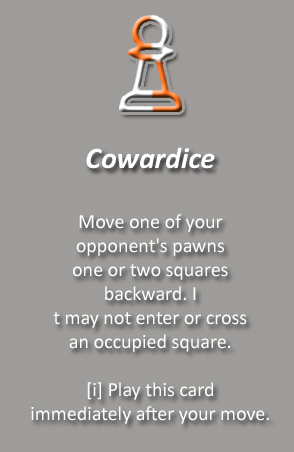 Cowardice
Move one of your
opponent's pawns
one or two squares
backward. I
t may not enter or cross
an occupied square.
[i] Play this card
immediately after your move.